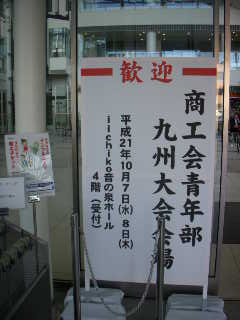 歓迎
商工会青年部
九州大会会場
平成21年10月7日(水)8日(木)
iichiko音の泉ホール
4階(受付)